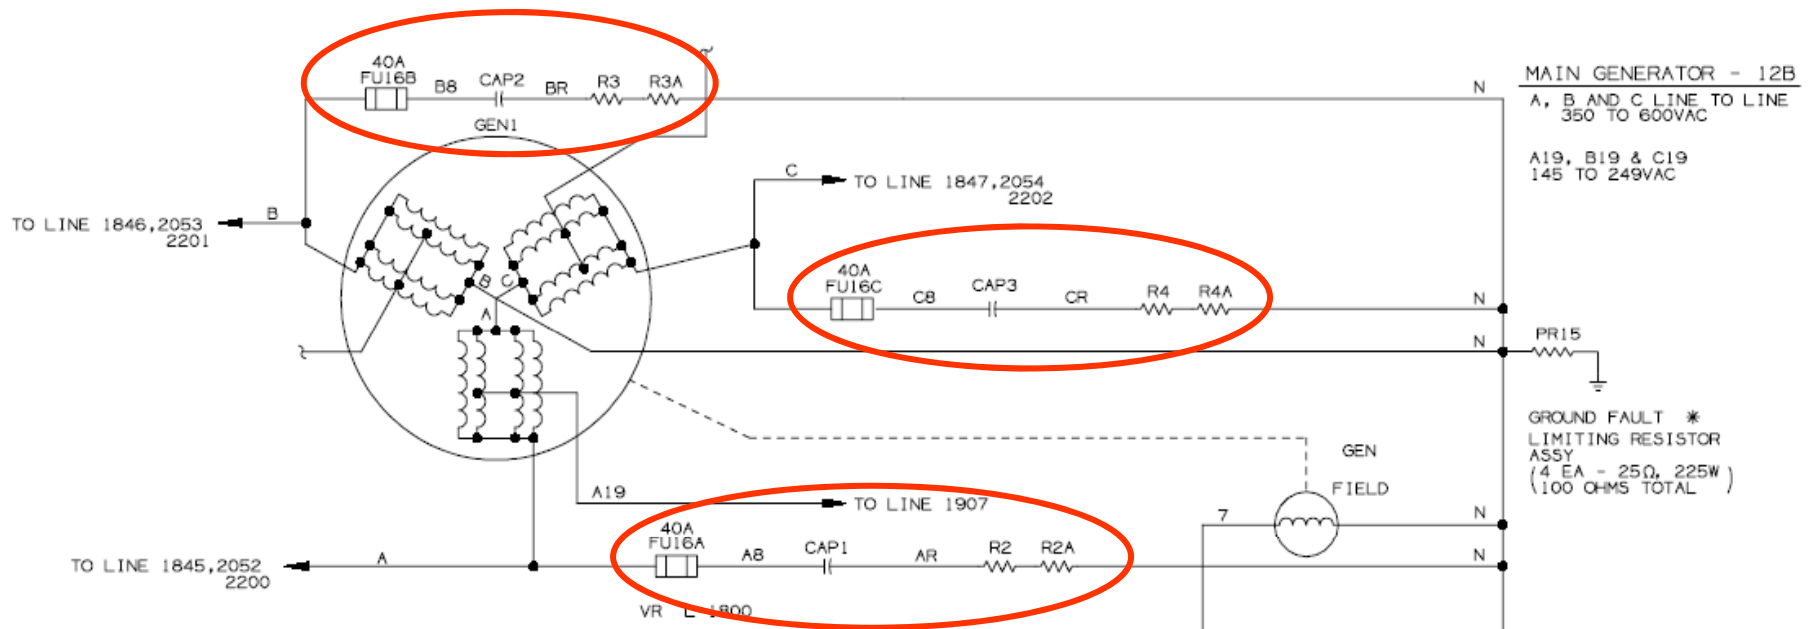 40A
FU16B
B8
CAP2
BR
R3
R3A
N
MAIN GENERATOR - 12B
A, B AND C LINE TO LINE
350 TO 600VAC
GEN1
A19, B19 & C19
145 TO 249VAC
C
TO LINE 1847,2054
2202
B
TO LINE 1846,2053
2201
40A
FU16C
C8
CAP3
CR
R4
R4A
N
B
C
A
N
PR15
GROUND FAULT *
LIMITING RESISTOR
ASSY
(4 EA - 25Ω, 225W)
(100 OHMS TOTAL)
GEN
FIELD
A19
TO LINE 1907
7
N
40A
FU16A
A8
CAP1
AR
R2
R2A
N
A
TO LINE 1845,2052
2200
VR L 1800